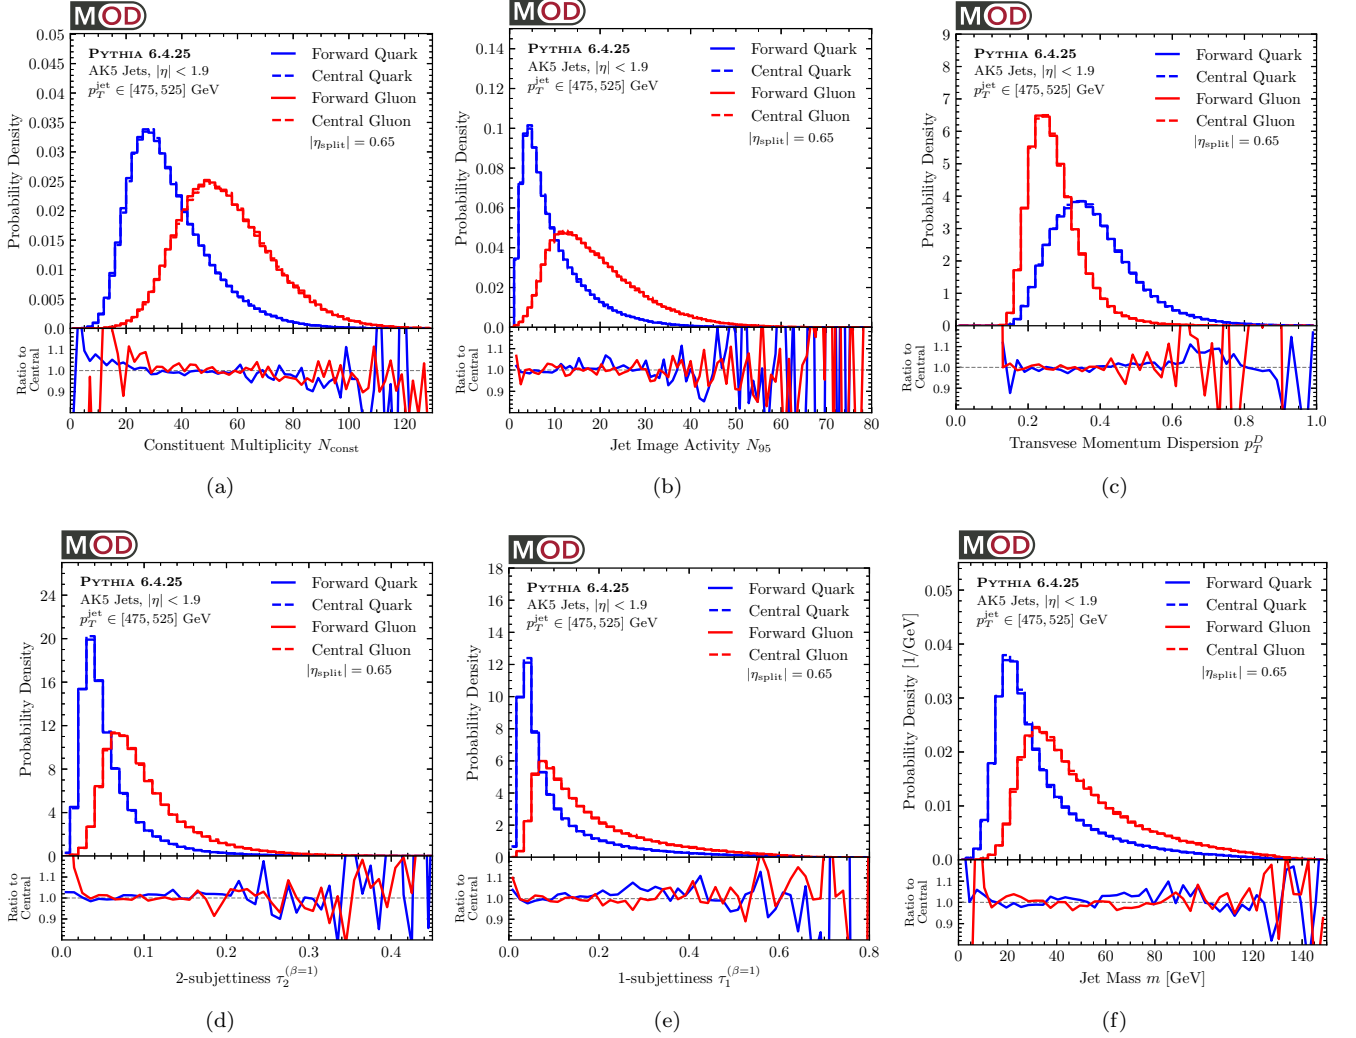 MOD
PYTHIA 6.4.25
AK5 Jets, |η| < 1.9
p_T^jet ∈ [475, 525] GeV
Forward Quark
Central Quark
Forward Gluon
Central Gluon
|η_split| = 0.65
Probability Density
0.05
0.045
0.04
0.035
0.03
0.025
0.02
0.015
0.01
0.005
0.0
Ratio to
Central
1.1
1.0
0.9
0 20 40 60 80 100 120
Constituent Multiplicity N_const
(a)
MOD
PYTHIA 6.4.25
AK5 Jets, |η| < 1.9
p_T^jet ∈ [475, 525] GeV
Forward Quark
Central Quark
Forward Gluon
Central Gluon
|η_split| = 0.65
Probability Density
0.14
0.12
0.1
0.08
0.06
0.04
0.02
0.0
Ratio to
Central
1.1
1.0
0.9
0 10 20 30 40 50 60 70 80
Jet Image Activity N_95
(b)
MOD
PYTHIA 6.4.25
AK5 Jets, |η| < 1.9
p_T^jet ∈ [475, 525] GeV
Forward Quark
Central Quark
Forward Gluon
Central Gluon
|η_split| = 0.65
Probability Density
9
8
7
6
5
4
3
2
1
0
Ratio to
Central
1.1
1.0
0.9
0.0 0.2 0.4 0.6 0.8 1.0
Transvese Momentum Dispersion p_T^D
(c)
MOD
PYTHIA 6.4.25
AK5 Jets, |η| < 1.9
p_T^jet ∈ [475, 525] GeV
Forward Quark
Central Quark
Forward Gluon
Central Gluon
|η_split| = 0.65
Probability Density
24
20
16
12
8
4
0
Ratio to
Central
1.1
1.0
0.9
0.0 0.1 0.2 0.3 0.4
2-subjettiness τ_2^(β=1)
(d)
MOD
PYTHIA 6.4.25
AK5 Jets, |η| < 1.9
p_T^jet ∈ [475, 525] GeV
Forward Quark
Central Quark
Forward Gluon
Central Gluon
|η_split| = 0.65
Probability Density
18
16
14
12
10
8
6
4
2
0
Ratio to
Central
1.1
1.0
0.9
0.0 0.2 0.4 0.6 0.8
1-subjettiness τ_1^(β=1)
(e)
MOD
PYTHIA 6.4.25
AK5 Jets, |η| < 1.9
p_T^jet ∈ [475, 525] GeV
Forward Quark
Central Quark
Forward Gluon
Central Gluon
|η_split| = 0.65
Probability Density [1/GeV]
0.05
0.04
0.03
0.02
0.01
0.0
Ratio to
Central
1.1
1.0
0.9
0 20 40 60 80 100 120 140
Jet Mass m [GeV]
(f)